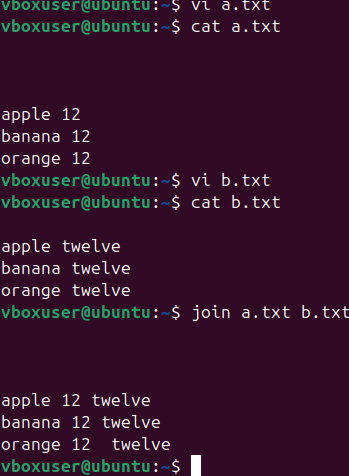 vboxuser@ubuntu:~$ vi a.txt
vboxuser@ubuntu:~$ cat a.txt
apple 12
banana 12
orange 12
vboxuser@ubuntu:~$ vi b.txt
vboxuser@ubuntu:~$ cat b.txt
apple twelve
banana twelve
orange twelve
vboxuser@ubuntu:~$ join a.txt b.txt
apple 12 twelve
banana 12 twelve
orange 12  twelve
vboxuser@ubuntu:~$